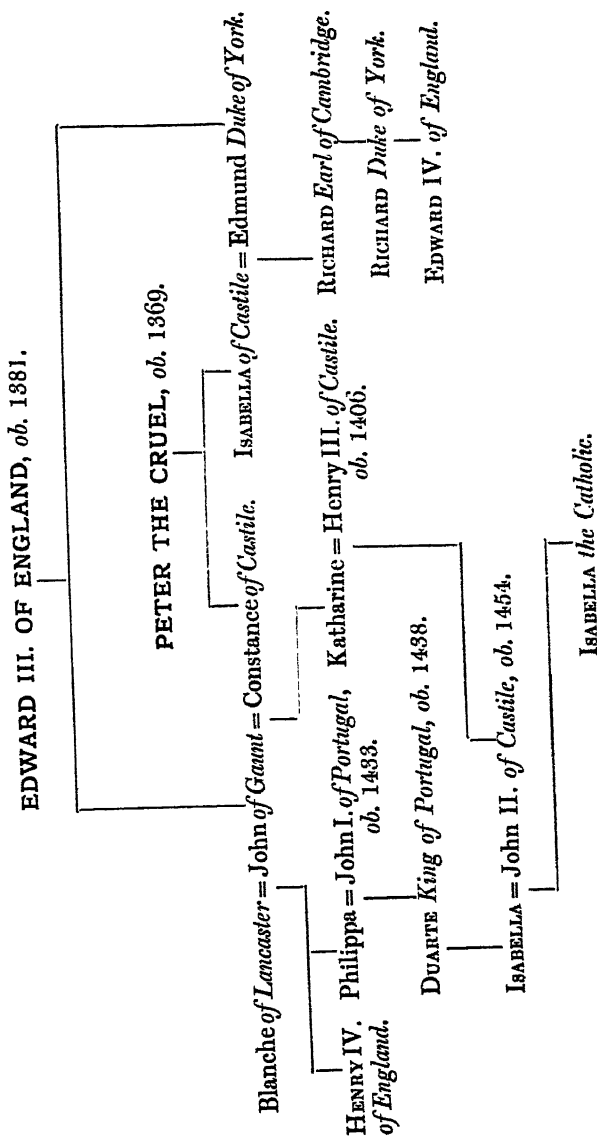 EDWARD III. OF ENGLAND, ob. 1381.
PETER THE CRUEL, ob. 1369.
Blanche of Lancaster = John of Gaunt = Constance of Castile. ISABELLA of Castile = Edmund Duke of York.
HENRY IV. Philippa = John I. of Portugal, Katharine = Henry III. of Castile. RICHARD Earl of Cambridge.
of England. ob. 1433. ob. 1406.
RICHARD Duke of York.
DUARTE King of Portugal, ob. 1438.
EDWARD IV. of England.
ISABELLA = John II. of Castile, ob. 1454.
ISABELLA the Catholic.